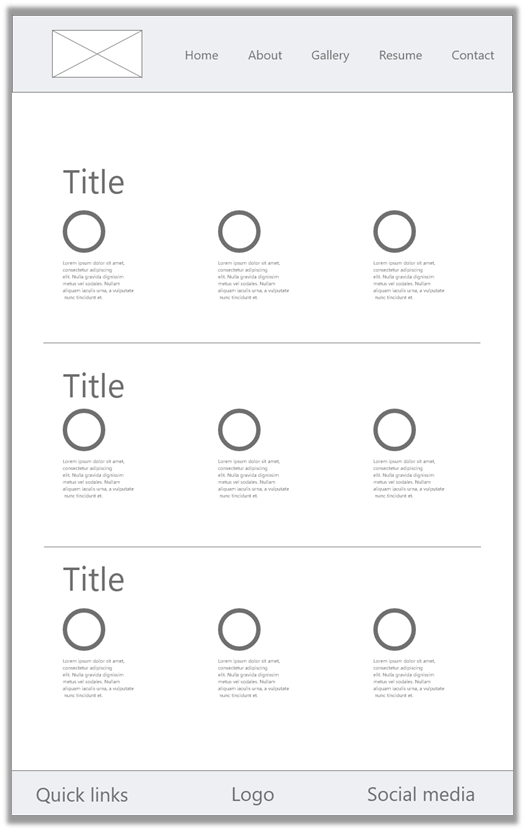 Home About Gallery Resume Contact
Title
Lorem ipsum dolor sit amet,
consectetur adipiscing
elit. Nulla gravida dignissim
metus vel sodales. Nullam
aliquam iaculis urna, a vulputate
nunc tincidunt et.
Lorem ipsum dolor sit amet,
consectetur adipiscing
elit. Nulla gravida dignissim
metus vel sodales. Nullam
aliquam iaculis urna, a vulputate
nunc tincidunt et.
Lorem ipsum dolor sit amet,
consectetur adipiscing
elit. Nulla gravida dignissim
metus vel sodales. Nullam
aliquam iaculis urna, a vulputate
nunc tincidunt et.
Title
Lorem ipsum dolor sit amet,
consectetur adipiscing
elit. Nulla gravida dignissim
metus vel sodales. Nullam
aliquam iaculis urna, a vulputate
nunc tincidunt et.
Lorem ipsum dolor sit amet,
consectetur adipiscing
elit. Nulla gravida dignissim
metus vel sodales. Nullam
aliquam iaculis urna, a vulputate
nunc tincidunt et.
Lorem ipsum dolor sit amet,
consectetur adipiscing
elit. Nulla gravida dignissim
metus vel sodales. Nullam
aliquam iaculis urna, a vulputate
nunc tincidunt et.
Title
Lorem ipsum dolor sit amet,
consectetur adipiscing
elit. Nulla gravida dignissim
metus vel sodales. Nullam
aliquam iaculis urna, a vulputate
nunc tincidunt et.
Lorem ipsum dolor sit amet,
consectetur adipiscing
elit. Nulla gravida dignissim
metus vel sodales. Nullam
aliquam iaculis urna, a vulputate
nunc tincidunt et.
Lorem ipsum dolor sit amet,
consectetur adipiscing
elit. Nulla gravida dignissim
metus vel sodales. Nullam
aliquam iaculis urna, a vulputate
nunc tincidunt et.
Quick links Logo Social media